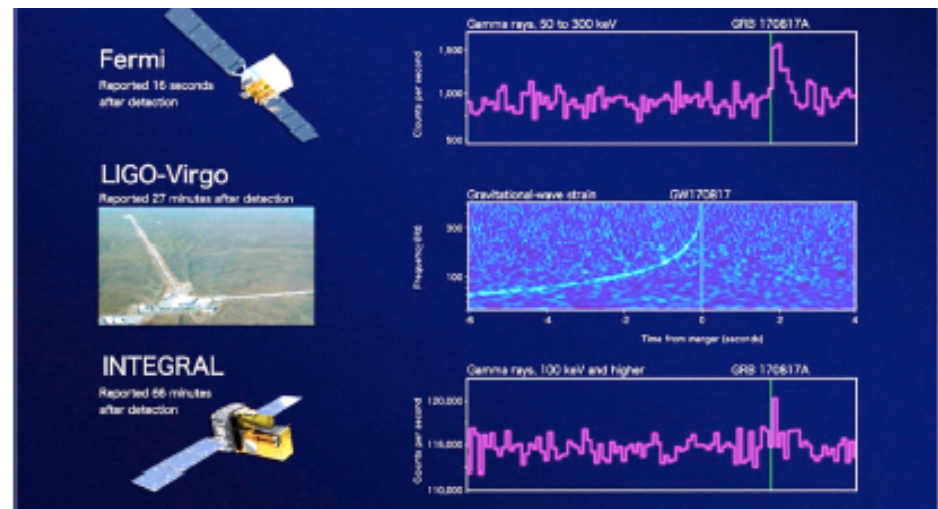 Fermi
Reported 16 seconds
after detection
Gamma rays, 50 to 300 keV
GRB 170817A
Counts per second
1,500
1,000
500
LIGO-Virgo
Reported 27 minutes after detection
Gravitational-wave strain
GW170817
Frequency (Hz)
300
100
-6
-4
-2
0
2
4
Time from merger (seconds)
INTEGRAL
Reported 66 minutes
after detection
Gamma rays, 100 keV and higher
GRB 170817A
Counts per second
120,000
115,000
110,000